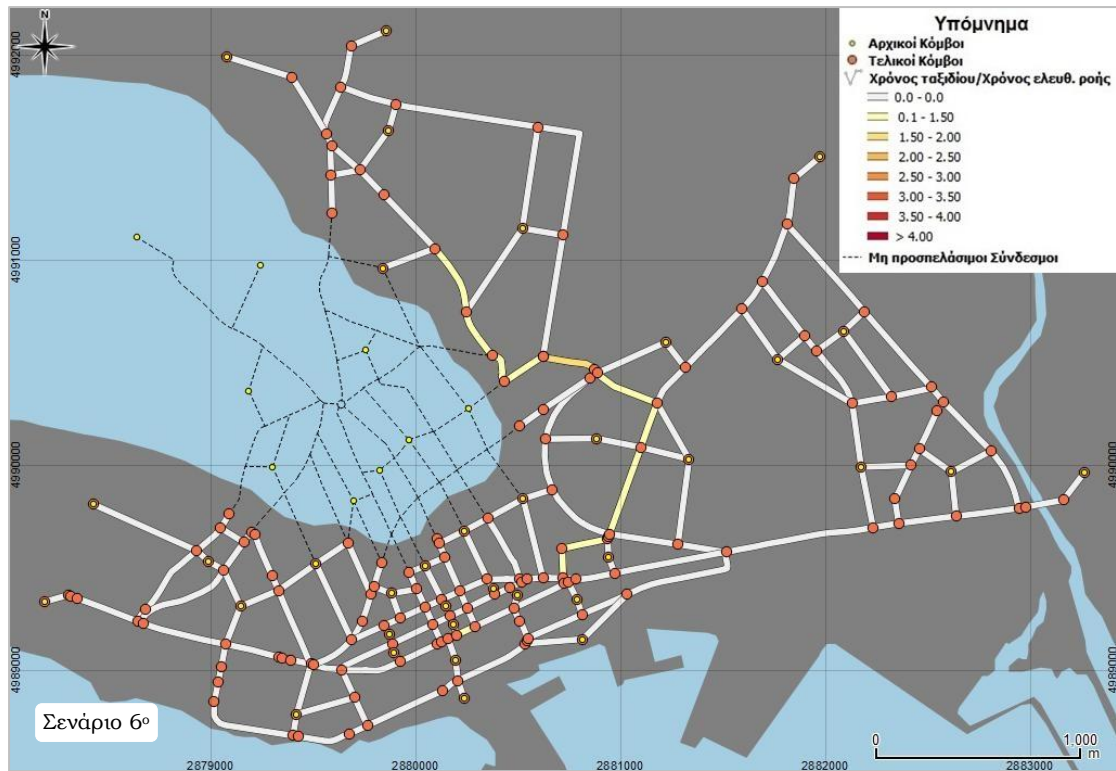 N
Υπόμνημα
Αρχικοί Κόμβοι
Τελικοί Κόμβοι
Χρόνος ταξιδίου/Χρόνος ελευθ. ροής
0.0 - 0.0
0.1 - 1.50
1.50 - 2.00
2.00 - 2.50
2.50 - 3.00
3.00 - 3.50
3.50 - 4.00
> 4.00
Μη προσπελάσιμοι Σύνδεσμοι
4992000
4991000
4991000
4990000
4990000
4989000
4989000
Σενάριο 6ο
0 1,000
m
2879000 2880000 2881000 2882000 2883000